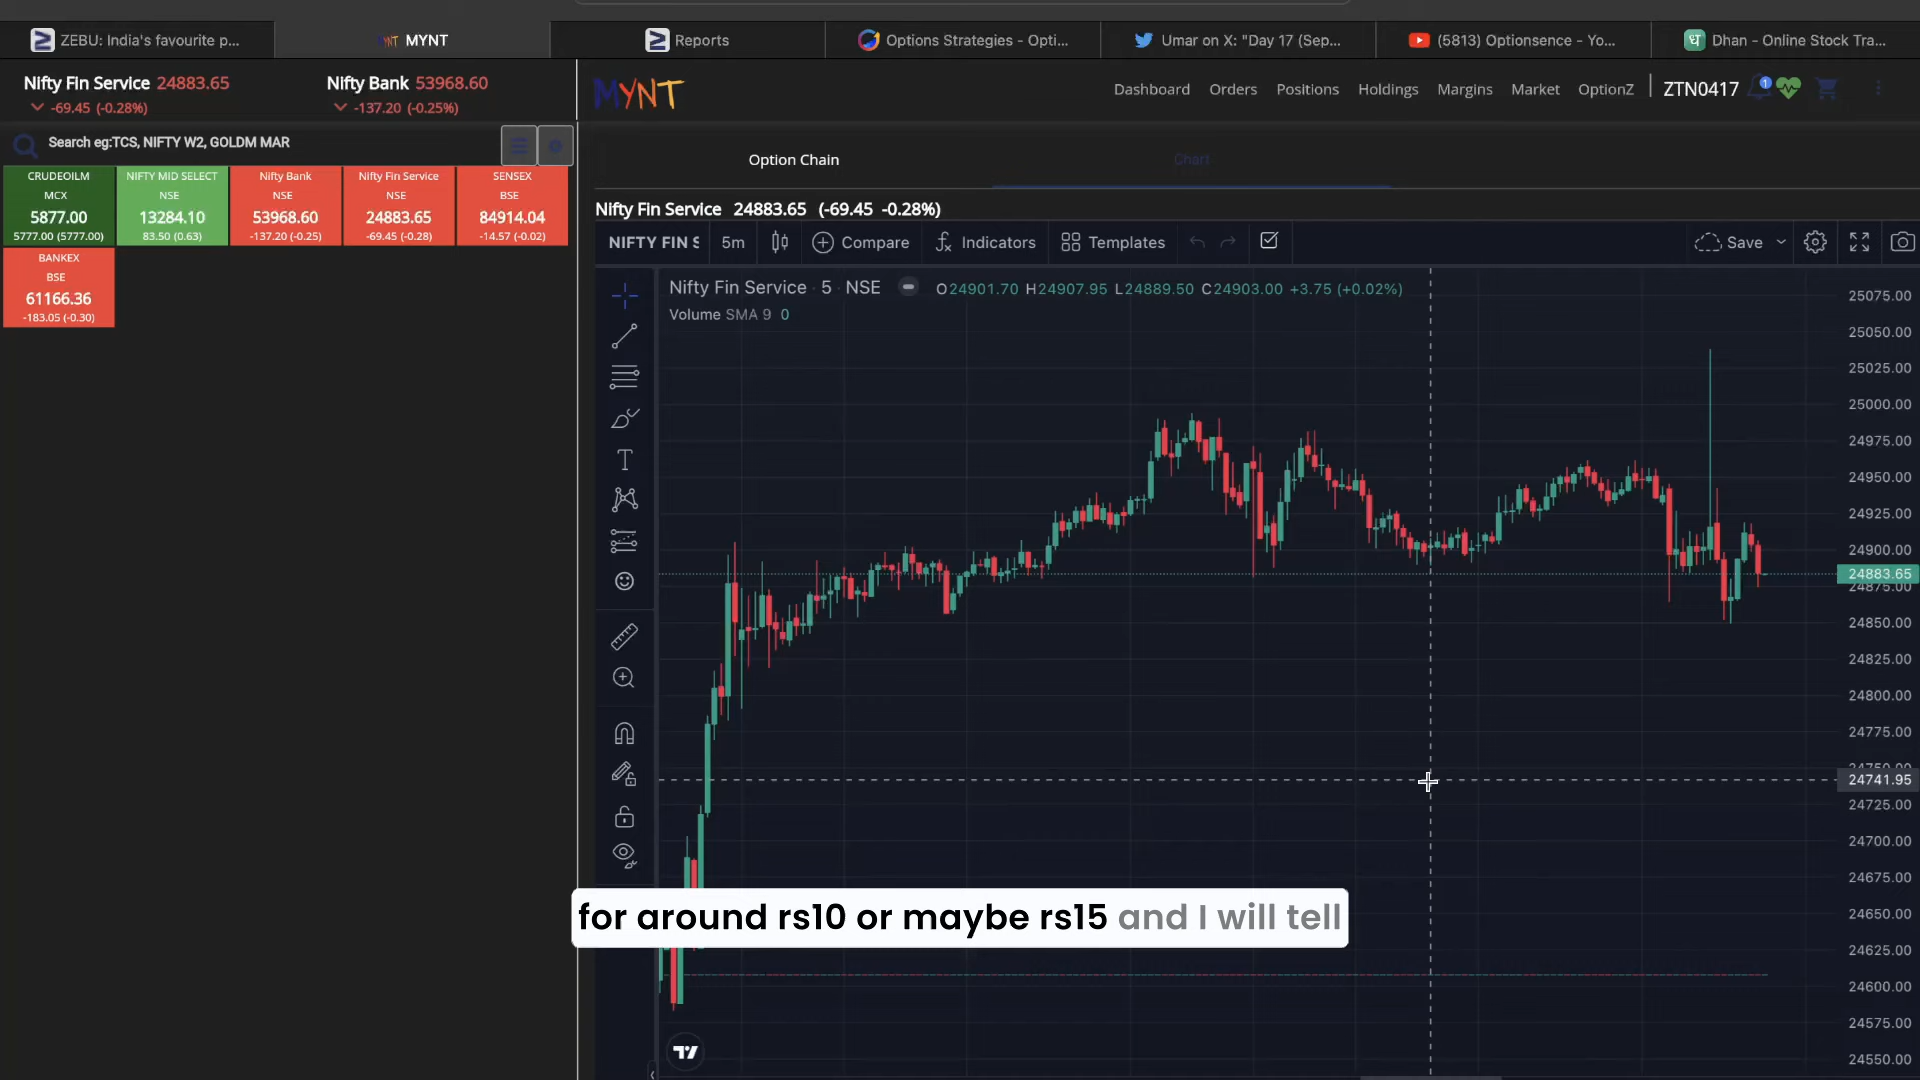 ZEBU: India's favourite p...
MYNT
Reports
Options Strategies - Opti...
Umar on X: "Day 17 (Sep...
(5813) Optionsence - Yo...
Dhan - Online Stock Tra...
Nifty Fin Service 24883.65
-69.45 (-0.28%)
Nifty Bank 53968.60
-137.20 (-0.25%)
MYNT
Dashboard
Orders
Positions
Holdings
Margins
Market
OptionZ
ZTN0417
1
Search eg:TCS, NIFTY W2, GOLDM MAR
CRUDEOILM
MCX
5877.00
5777.00 (5777.00)
NIFTY MID SELECT
NSE
13284.10
83.50 (0.63)
Nifty Bank
NSE
53968.60
-137.20 (-0.25)
Nifty Fin Service
NSE
24883.65
-69.45 (-0.28)
SENSEX
BSE
84914.04
-14.57 (-0.02)
BANKEX
BSE
61166.36
-183.05 (-0.30)
Option Chain
Chart
Nifty Fin Service 24883.65 (-69.45 -0.28%)
NIFTY FIN S
5m
Compare
Indicators
Templates
Save
Nifty Fin Service · 5 · NSE
O24901.70 H24907.95 L24889.50 C24903.00 +3.75 (+0.02%)
Volume SMA 9 0
25075.00
25050.00
25025.00
25000.00
24975.00
24950.00
24925.00
24900.00
24883.65
24875.00
24850.00
24825.00
24800.00
24775.00
24741.95
24725.00
24700.00
24675.00
24650.00
24625.00
24600.00
24575.00
24550.00
for around rs10 or maybe rs15 and I will tell